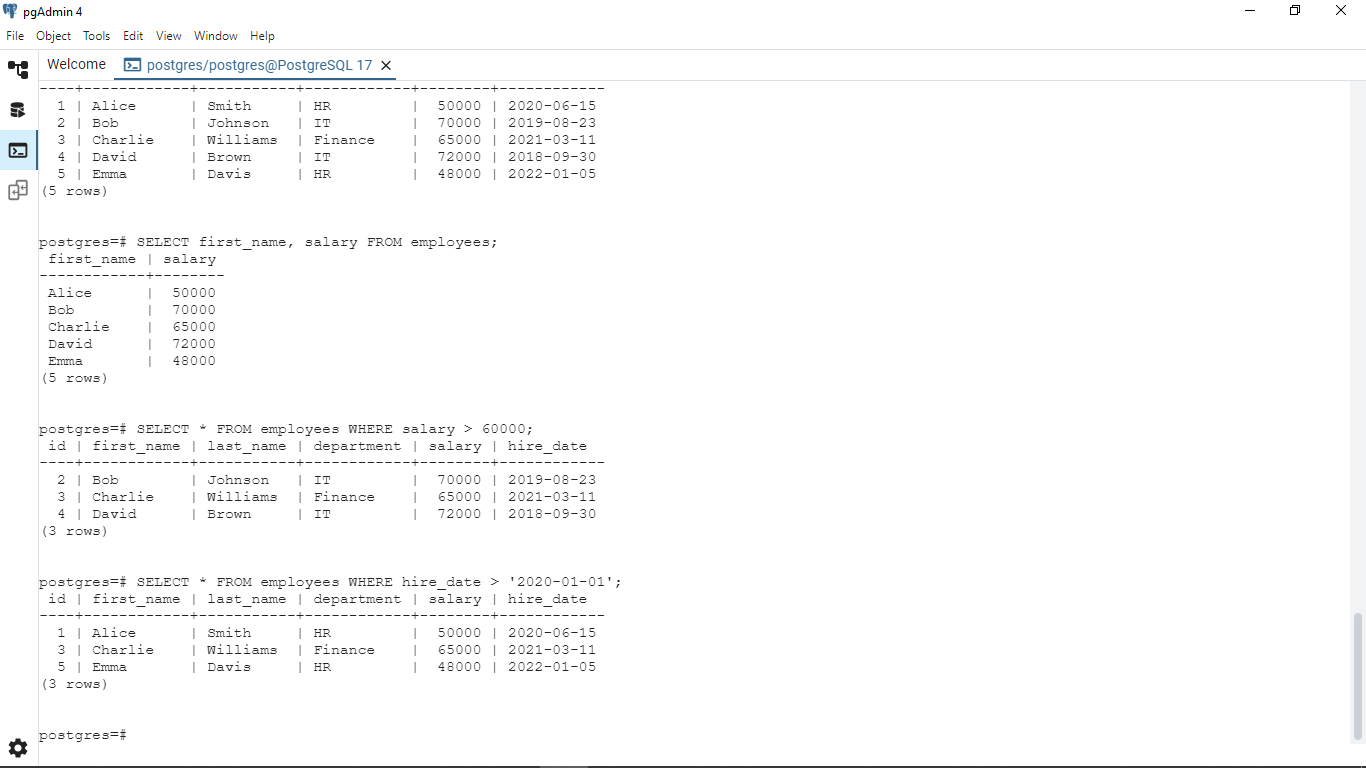 pgAdmin 4
File Object Tools Edit View Window Help
Welcome postgres/postgres@PostgreSQL 17
----+------------+-----------+------------+--------+------------
  1 | Alice      | Smith     | HR         |  50000 | 2020-06-15
  2 | Bob        | Johnson   | IT         |  70000 | 2019-08-23
  3 | Charlie    | Williams  | Finance    |  65000 | 2021-03-11
  4 | David      | Brown     | IT         |  72000 | 2018-09-30
  5 | Emma       | Davis     | HR         |  48000 | 2022-01-05
(5 rows)
postgres=# SELECT first_name, salary FROM employees;
 first_name | salary
------------+--------
 Alice      |  50000
 Bob        |  70000
 Charlie    |  65000
 David      |  72000
 Emma       |  48000
(5 rows)
postgres=# SELECT * FROM employees WHERE salary > 60000;
 id | first_name | last_name | department | salary | hire_date
----+------------+-----------+------------+--------+------------
  2 | Bob        | Johnson   | IT         |  70000 | 2019-08-23
  3 | Charlie    | Williams  | Finance    |  65000 | 2021-03-11
  4 | David      | Brown     | IT         |  72000 | 2018-09-30
(3 rows)
postgres=# SELECT * FROM employees WHERE hire_date > '2020-01-01';
 id | first_name | last_name | department | salary | hire_date
----+------------+-----------+------------+--------+------------
  1 | Alice      | Smith     | HR         |  50000 | 2020-06-15
  3 | Charlie    | Williams  | Finance    |  65000 | 2021-03-11
  5 | Emma       | Davis     | HR         |  48000 | 2022-01-05
(3 rows)
postgres=#